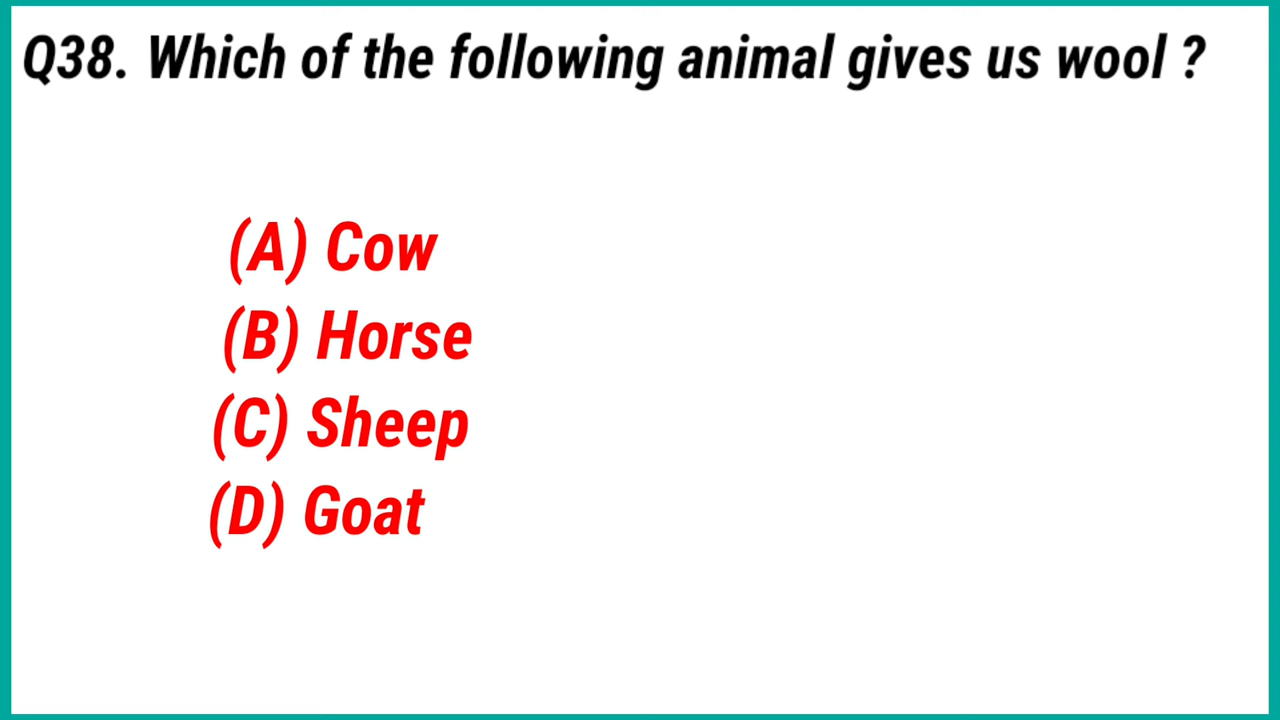 Q38. Which of the following animal gives us wool ?
(A) Cow
(B) Horse
(C) Sheep
(D) Goat